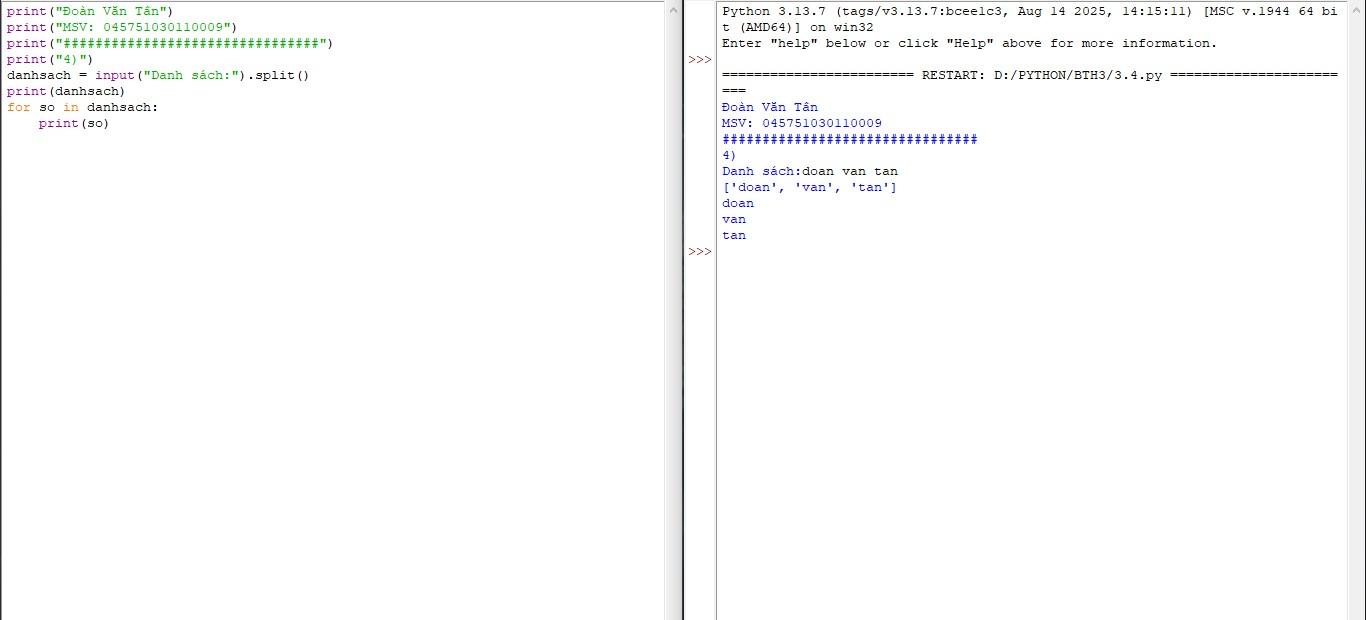 print("Đoàn Văn Tân")
print("MSV: 045751030110009")
print("################################")
print("4)")
danhsach = input("Danh sách:").split()
print(danhsach)
for so in danhsach:
    print(so)
Python 3.13.7 (tags/v3.13.7:bceelc3, Aug 14 2025, 14:15:11) [MSC v.1944 64 bi
t (AMD64)] on win32
Enter "help" below or click "Help" above for more information.
>>>
======================== RESTART: D:/PYTHON/BTH3/3.4.py =====================
===
Đoàn Văn Tân
MSV: 045751030110009
################################
4)
Danh sách:doan van tan
['doan', 'van', 'tan']
doan
van
tan
>>>